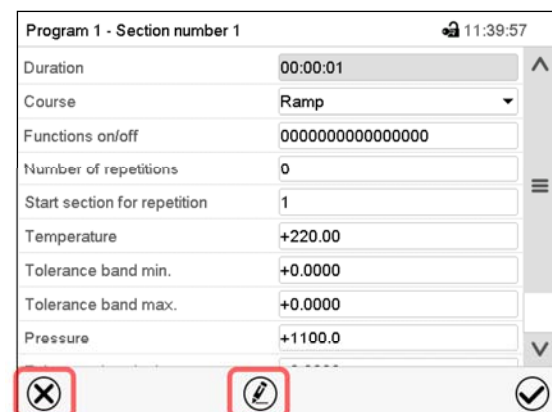 Program 1 - Section number 1 11:39:57
Duration 00:00:01
Course Ramp
Functions on/off 0000000000000000
Number of repetitions 0
Start section for repetition 1
Temperature +220.00
Tolerance band min. +0.0000
Tolerance band max. +0.0000
Pressure +1100.0